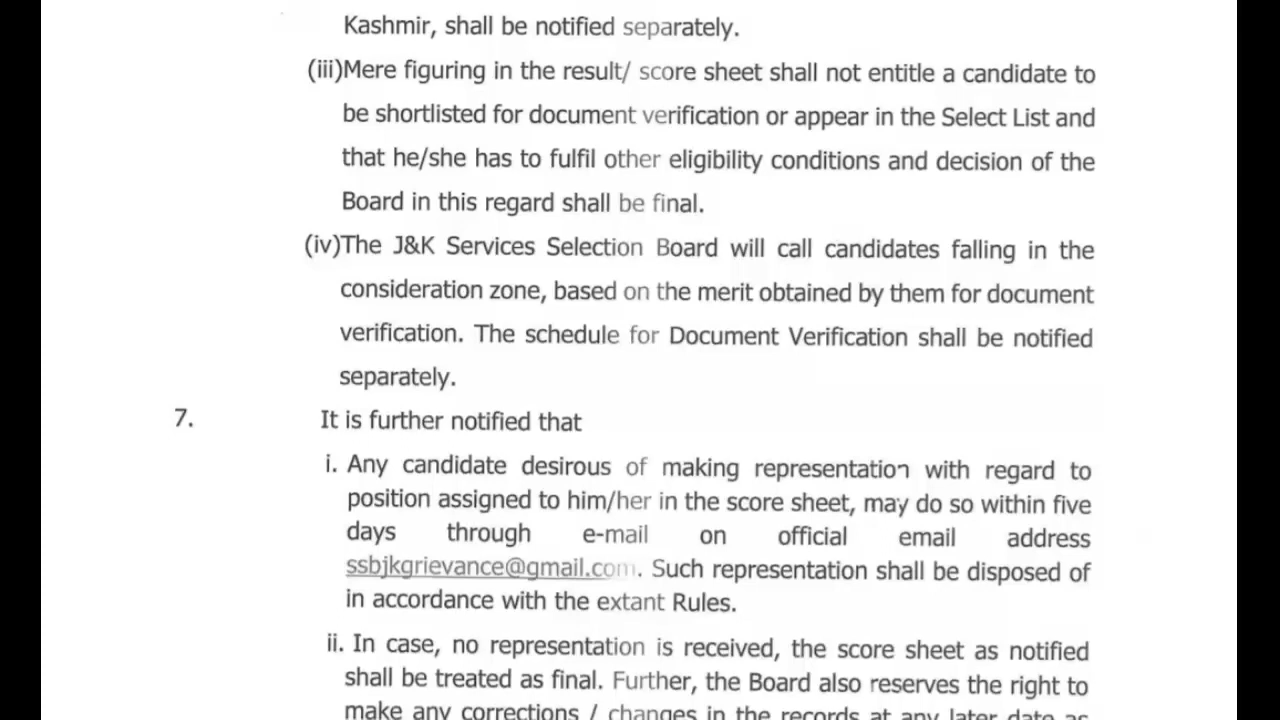 Kashmir, shall be notified separately.
(iii)Mere figuring in the result/ score sheet shall not entitle a candidate to
be shortlisted for document verification or appear in the Select List and
that he/she has to fulfil other eligibility conditions and decision of the
Board in this regard shall be final.
(iv)The J&K Services Selection Board will call candidates falling in the
consideration zone, based on the merit obtained by them for document
verification. The schedule for Document Verification shall be notified
separately.
7. It is further notified that
i. Any candidate desirous of making representation with regard to
position assigned to him/her in the score sheet, may do so within five
days through e-mail on official email address
ssbjkgrievance@gmail.com. Such representation shall be disposed of
in accordance with the extant Rules.
ii. In case, no representation is received, the score sheet as notified
shall be treated as final. Further, the Board also reserves the right to
make any corrections / changes in the records at any later date as